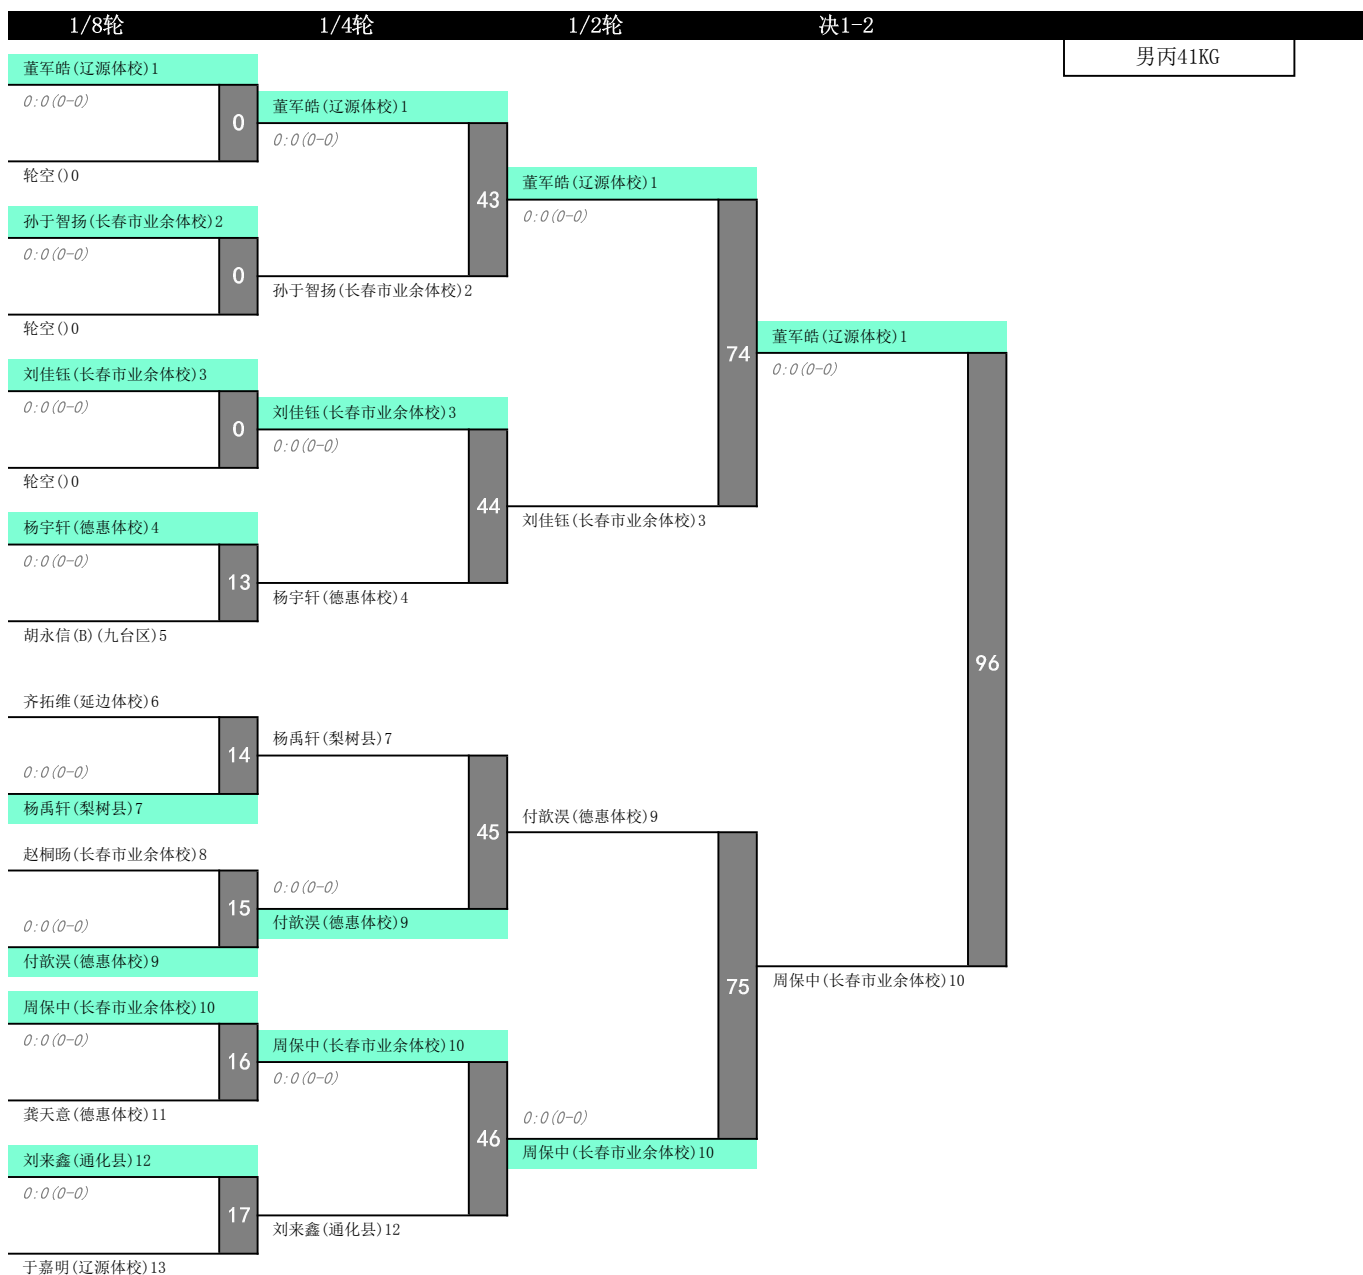 1/8轮 1/4轮 1/2轮 决1-2
男丙41KG
董军皓(辽源体校)1
0:0(0-0)
0
轮空()0
孙于智扬(长春市业余体校)2
0:0(0-0)
0
轮空()0
刘佳钰(长春市业余体校)3
0:0(0-0)
0
轮空()0
杨宇轩(德惠体校)4
0:0(0-0)
13
胡永信(B)(九台区)5
齐拓维(延边体校)6
14
0:0(0-0)
杨禹轩(梨树县)7
赵桐旸(长春市业余体校)8
15
0:0(0-0)
付歆淏(德惠体校)9
周保中(长春市业余体校)10
0:0(0-0)
16
龚天意(德惠体校)11
刘来鑫(通化县)12
0:0(0-0)
17
于嘉明(辽源体校)13
董军皓(辽源体校)1
0:0(0-0)
43
孙于智扬(长春市业余体校)2
刘佳钰(长春市业余体校)3
0:0(0-0)
44
杨宇轩(德惠体校)4
杨禹轩(梨树县)7
45
0:0(0-0)
付歆淏(德惠体校)9
周保中(长春市业余体校)10
0:0(0-0)
46
刘来鑫(通化县)12
董军皓(辽源体校)1
0:0(0-0)
74
刘佳钰(长春市业余体校)3
付歆淏(德惠体校)9
75
0:0(0-0)
周保中(长春市业余体校)10
董军皓(辽源体校)1
0:0(0-0)
96
周保中(长春市业余体校)10